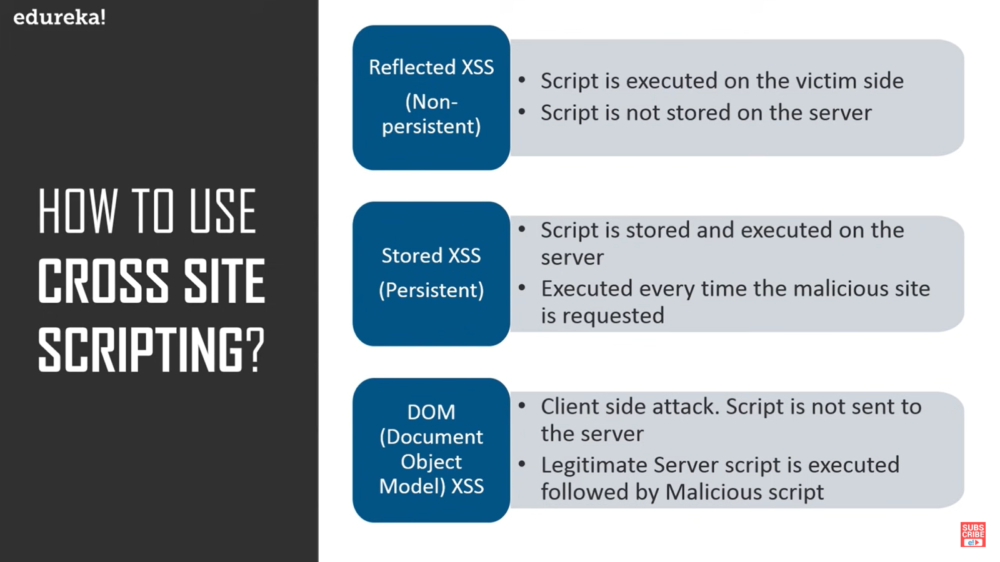 edureka!
HOW TO USE
CROSS SITE
SCRIPTING?
Reflected XSS
(Non-
persistent)
• Script is executed on the victim side
• Script is not stored on the server
Stored XSS
(Persistent)
• Script is stored and executed on the
server
• Executed every time the malicious site
is requested
DOM
(Document
Object
Model) XSS
• Client side attack. Script is not sent to
the server
• Legitimate Server script is executed
followed by Malicious script
SUBS
CRIBE
e!